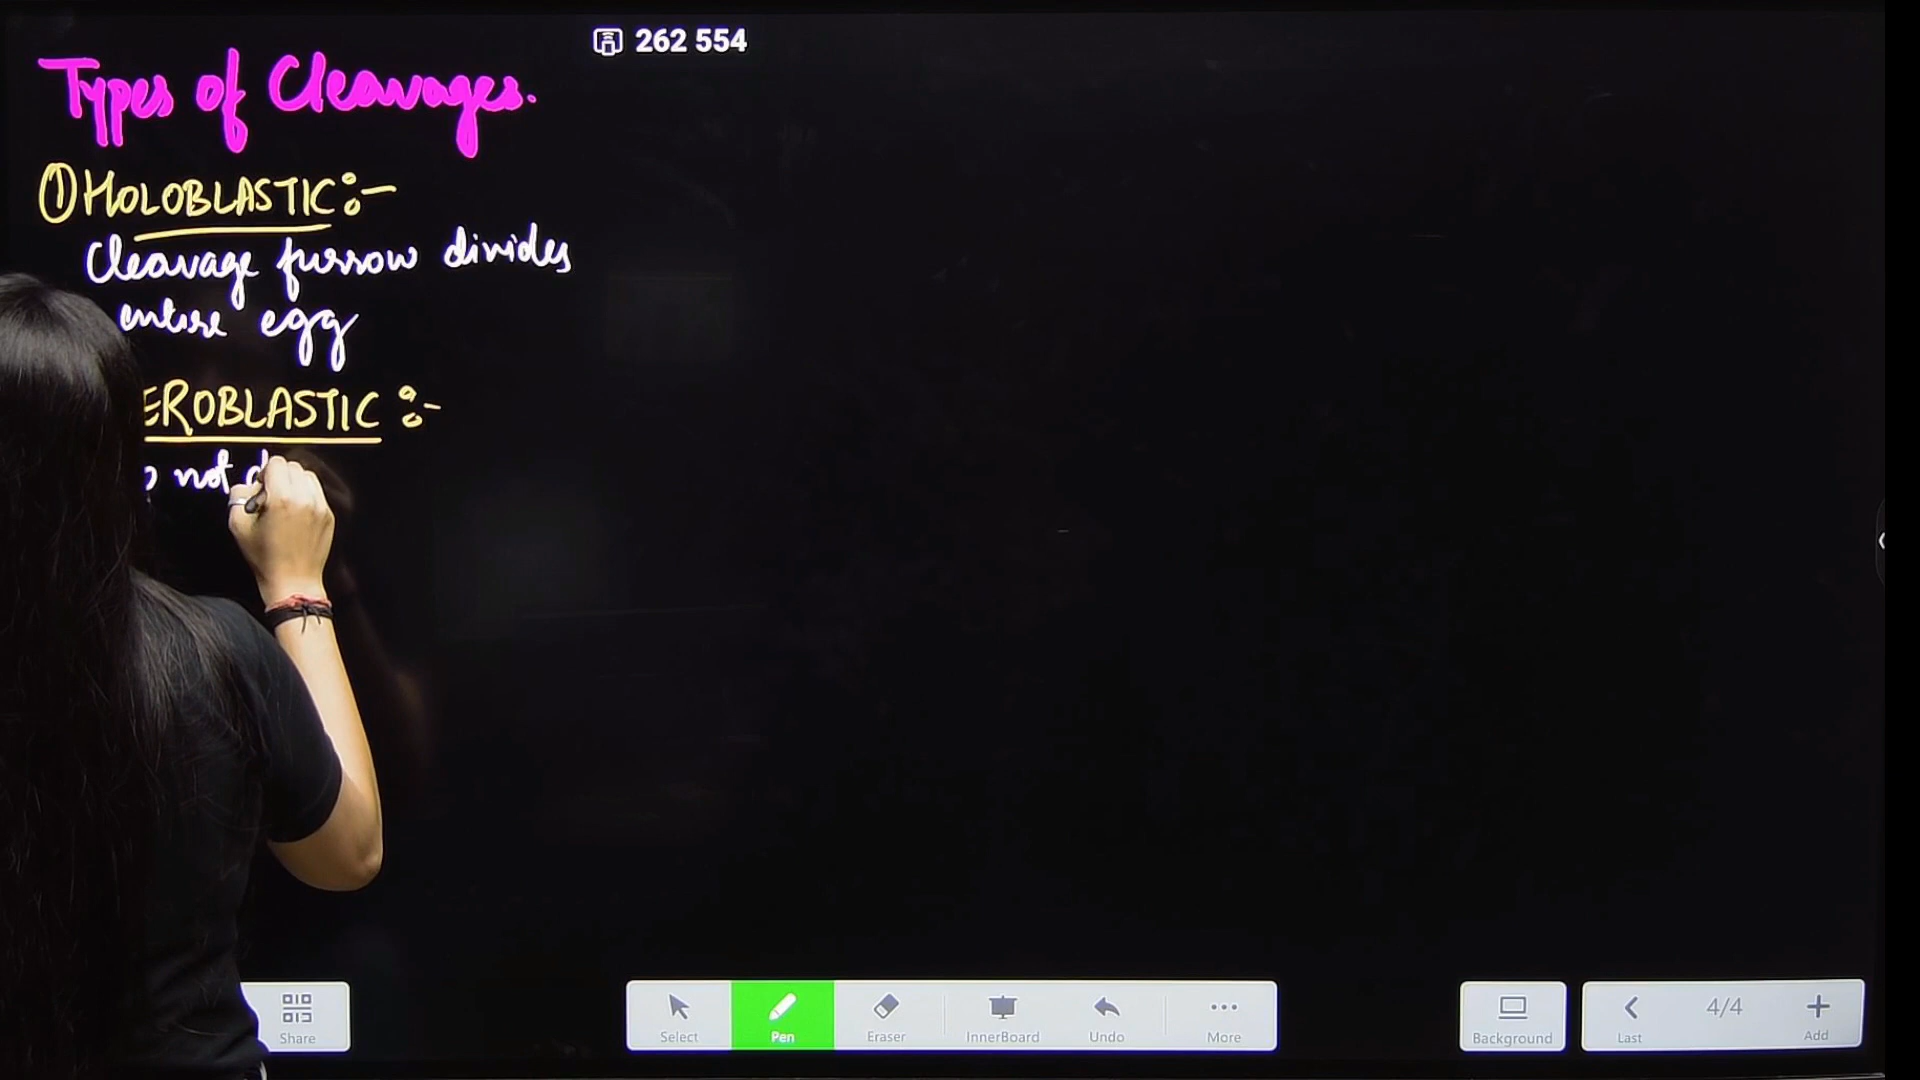 262 554
Types of Cleavages.
① HOLOBLASTIC :-
Cleavage furrow divides
entire egg
EROBLASTIC :-
not
Share
Select
Pen
Eraser
InnerBoard
Undo
More
Background
Last
4/4
Add